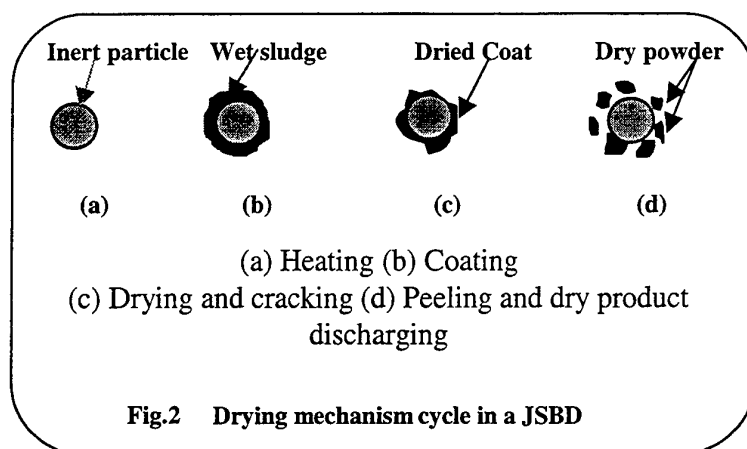 Inert particle Wet sludge Dried Coat Dry powder
(a) (b) (c) (d)
(a) Heating (b) Coating
(c) Drying and cracking (d) Peeling and dry product
discharging
Fig.2 Drying mechanism cycle in a JSBD